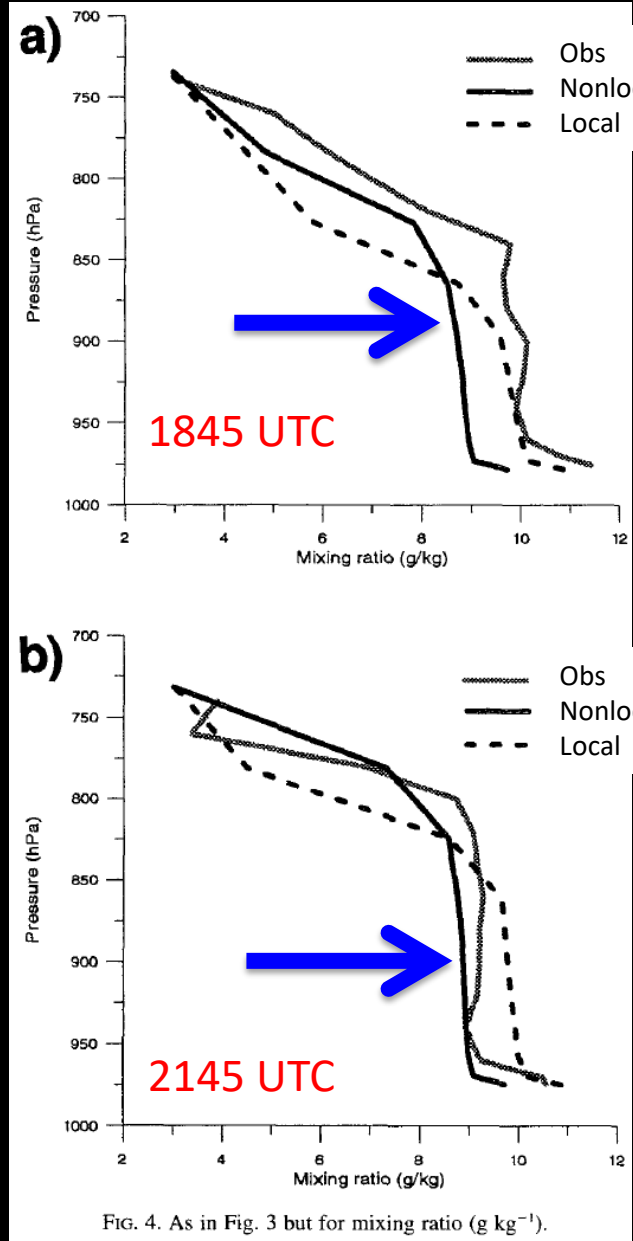 a)
700
750
800
850
900
950
1000
Pressure (hPa)
Obs
Nonloc
Local
1845 UTC
2 4 6 8 10 12
Mixing ratio (g/kg)
b)
700
750
800
850
900
950
1000
Pressure (hPa)
Obs
Nonloc
Local
2145 UTC
2 4 6 8 10 12
Mixing ratio (g/kg)
FIG. 4. As in Fig. 3 but for mixing ratio (g kg⁻¹).